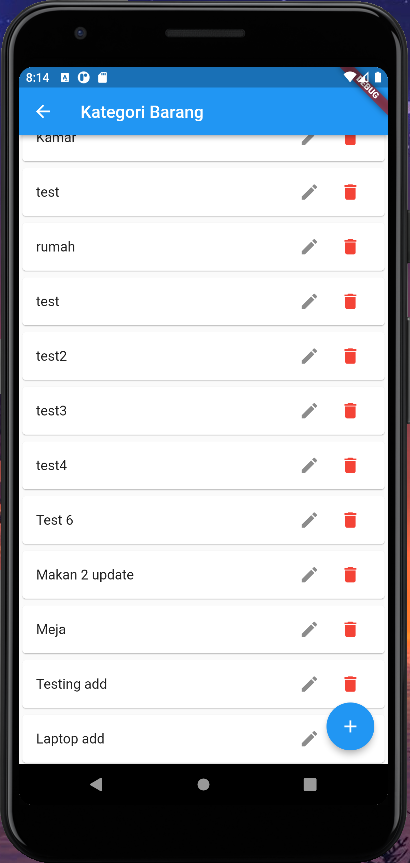 8:14
DEBUG
Kategori Barang
Kamar
test
rumah
test
test2
test3
test4
Test 6
Makan 2 update
Meja
Testing add
Laptop add